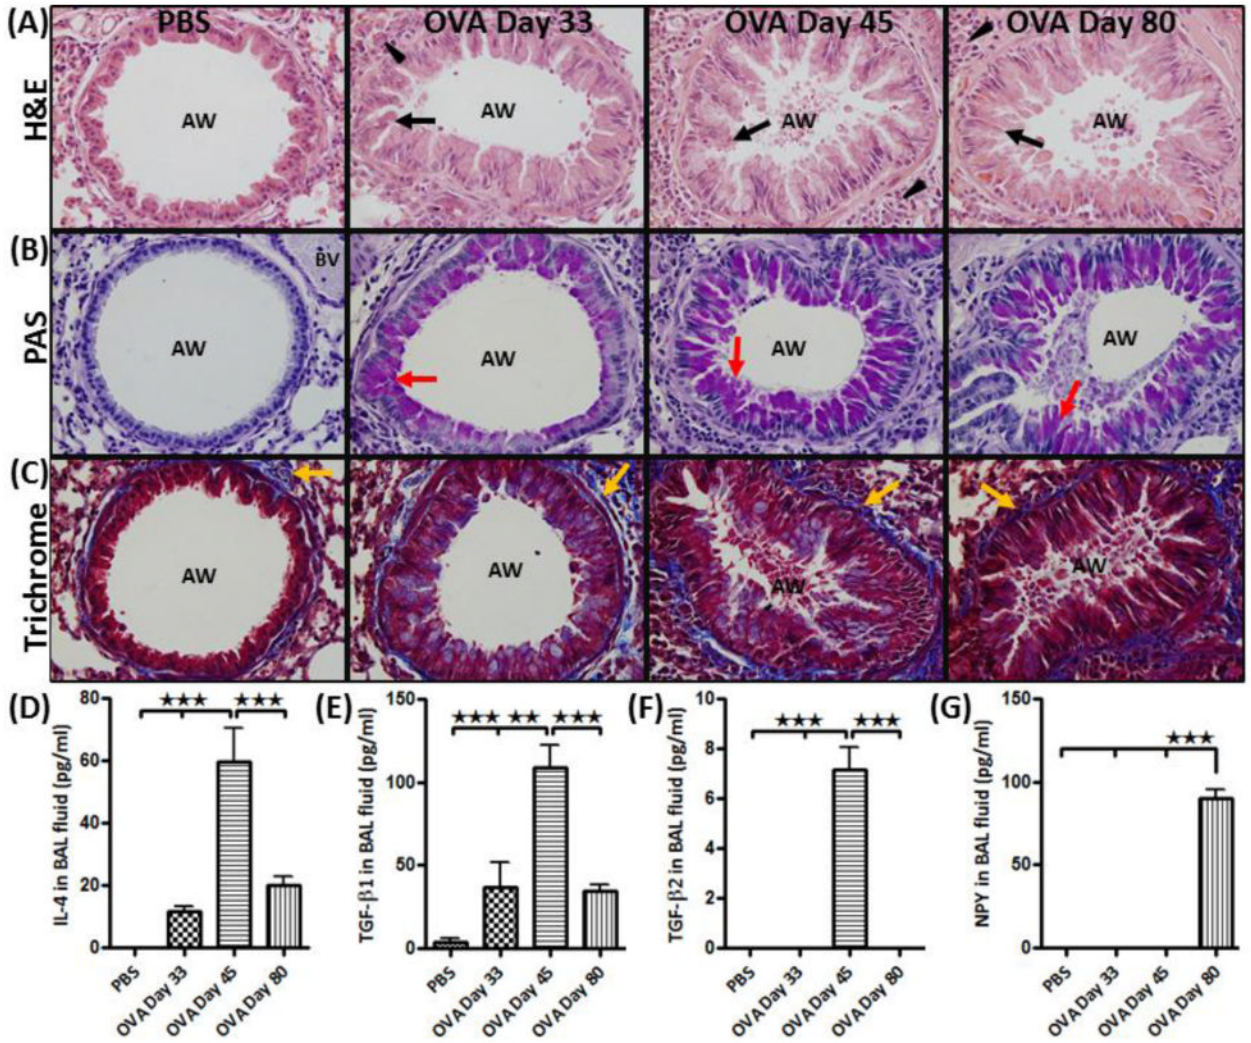 (A) PBS OVA Day 33 OVA Day 45 OVA Day 80
H&E
AW AW AW AW
(B)
PAS
BV
AW AW AW AW
(C)
Trichrome
AW AW AW AW
(D) ★★★ ★★★
IL-4 in BAL fluid (pg/ml)
80
60
40
20
0
PBS
OVA Day 33
OVA Day 45
OVA Day 80
(E) ★★★ ★★ ★★★
TGF-β1 in BAL fluid (pg/ml)
150
100
50
0
PBS
OVA Day 33
OVA Day 45
OVA Day 80
(F) ★★★ ★★★
TGF-β2 in BAL fluid (pg/ml)
10
8
6
4
2
0
PBS
OVA Day 33
OVA Day 45
OVA Day 80
(G) ★★★
NPY in BAL fluid (pg/ml)
150
100
50
0
PBS
OVA Day 33
OVA Day 45
OVA Day 80